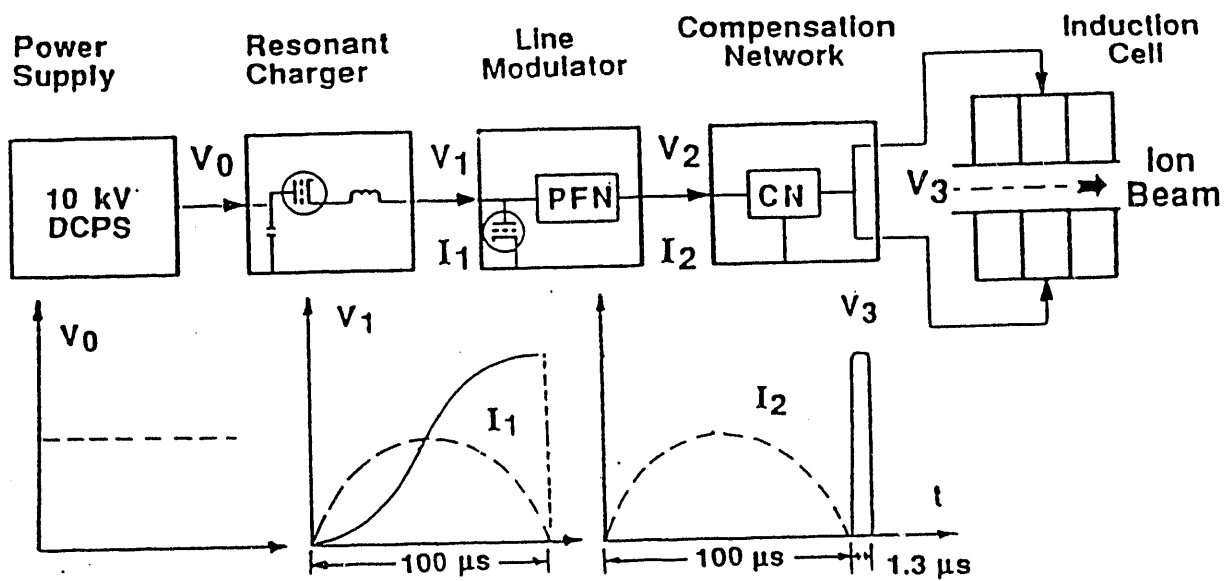 Power
Supply
Resonant
Charger
Line
Modulator
Compensation
Network
Induction
Cell
10 kV
DCPS
V0
V1
I1
PFN
V2
I2
CN
V3
Ion
Beam
V0
V1
I1
100 µs
I2
V3
t
100 µs
1.3 µs